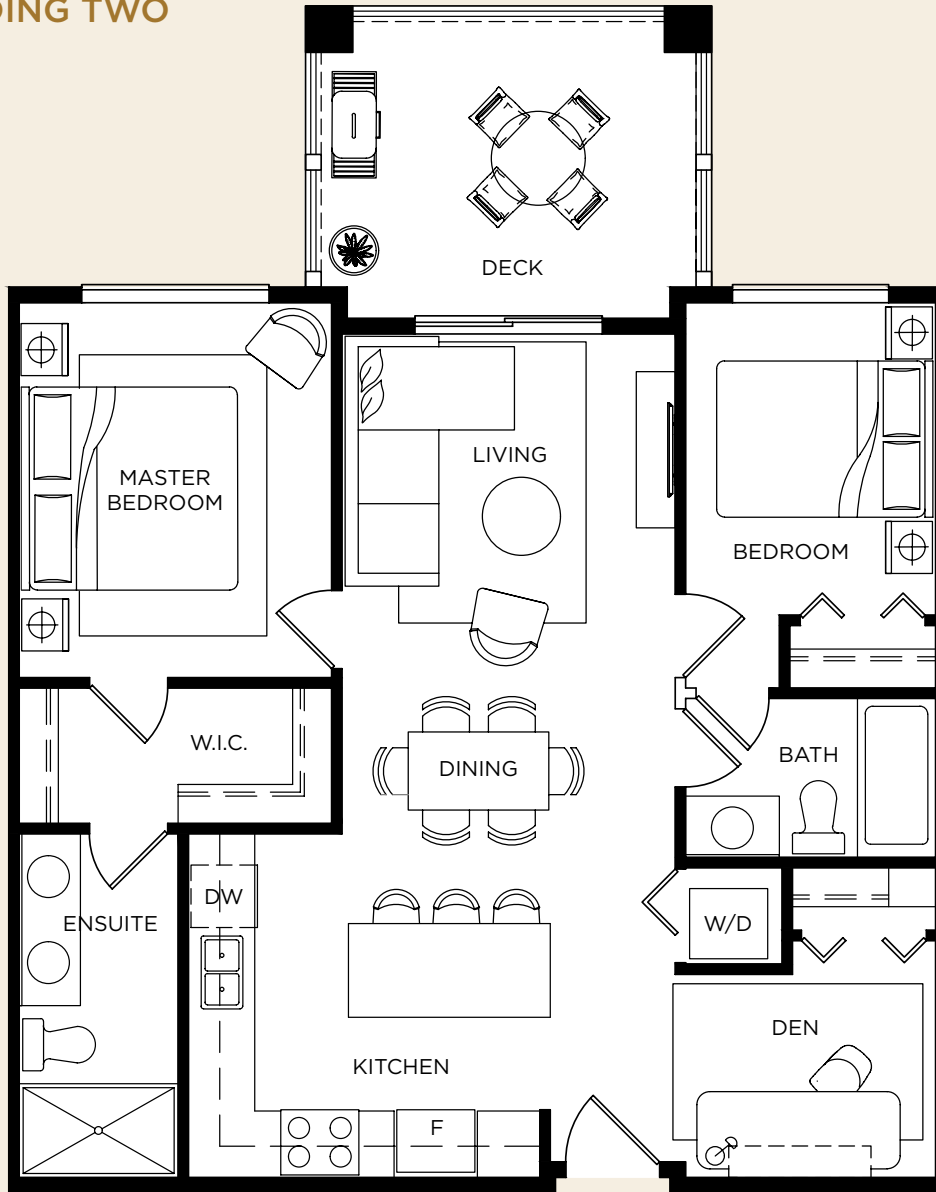 DING TWO
DECK
LIVING
MASTER
BEDROOM
BEDROOM
W.I.C.
DINING
BATH
DW
ENSUITE
W/D
DEN
KITCHEN
F